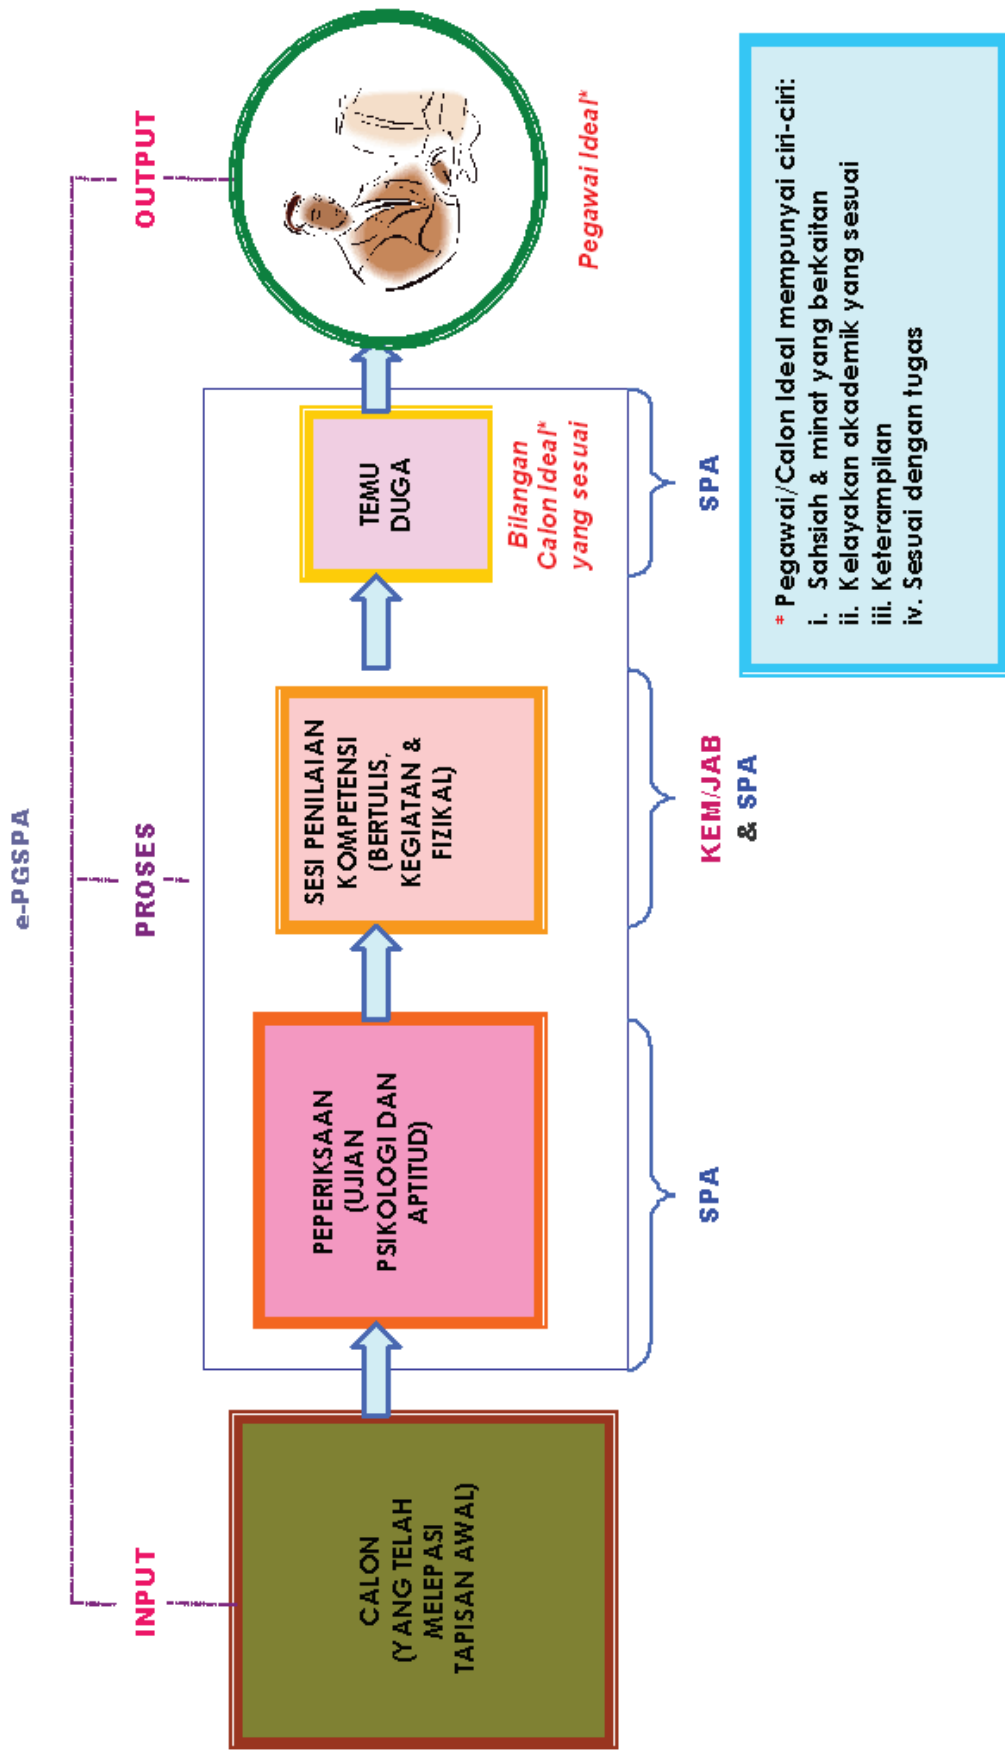 e-PGSPA
INPUT
PROSES
OUTPUT
CALON
(YANG TELAH
MELEPASI
TAPISAN AWAL)
PEPERIKSAAN
(UJIAN
PSIKOLOGI DAN
APTITUD)
SESI PENILAIAN
KOMPETENSI
(BERTULIS,
KEGIATAN &
FIZIKAL)
TEMU
DUGA
Bilangan
Calon Ideal*
yang sesuai
Pegawai Ideal*
SPA
KEM/JAB
& SPA
SPA
* Pegawai/Calon Ideal mempunyai ciri-ciri:
i. Sahsiah & minat yang berkaitan
ii. Kelayakan akademik yang sesuai
iii. Keterampilan
iv. Sesuai dengan tugas